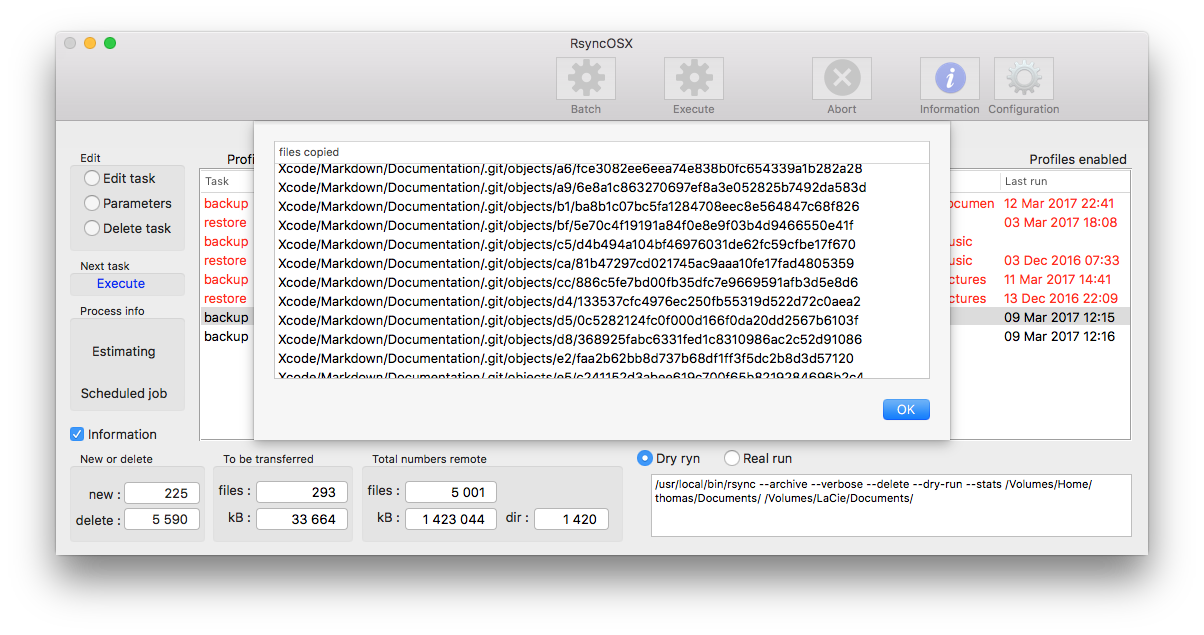 RsyncOSX
Batch
Execute
Abort
Information
Configuration
Edit
Edit task
Parameters
Delete task
Next task
Execute
Process info
Estimating
Scheduled job
Information
Profi
Profiles enabled
Task
Last run
backup
ocumen
12 Mar 2017 22:41
restore
03 Mar 2017 18:08
backup
usic
restore
usic
03 Dec 2016 07:33
backup
ctures
11 Mar 2017 14:41
restore
ctures
13 Dec 2016 22:09
backup
09 Mar 2017 12:15
backup
09 Mar 2017 12:16
files copied
Xcode/Markdown/Documentation/.git/objects/a6/fce3082ee6eea74e838b0fc654339a1b282a28
Xcode/Markdown/Documentation/.git/objects/a9/6e8a1c863270697ef8a3e052825b7492da583d
Xcode/Markdown/Documentation/.git/objects/b1/ba8b1c07bc5fa1284708eec8e564847c68f826
Xcode/Markdown/Documentation/.git/objects/bf/5e70c4f19191a84f0e8e9f03b4d9466550e41f
Xcode/Markdown/Documentation/.git/objects/c5/d4b494a104bf46976031de62fc59cfbe17f670
Xcode/Markdown/Documentation/.git/objects/ca/81b47297cd021745ac9aaa10fe17fad4805359
Xcode/Markdown/Documentation/.git/objects/cc/886c5fe7bd00fb35dfc7e9669591afb3d5e8d6
Xcode/Markdown/Documentation/.git/objects/d4/133537cfc4976ec250fb55319d522d72c0aea2
Xcode/Markdown/Documentation/.git/objects/d5/0c5282124fc0f000d166f0da20dd2567b6103f
Xcode/Markdown/Documentation/.git/objects/d8/368925fabc6331fed1c8310986ac2c52d91086
Xcode/Markdown/Documentation/.git/objects/e2/faa2b62bb8d737b68df1ff3f5dc2b8d3d57120
Xcode/Markdown/Documentation/.git/objects/e5/c241152d3abee619c700f65b8219284696b2c4
OK
New or delete
new : 225
delete : 5 590
To be transferred
files : 293
kB : 33 664
Total numbers remote
files : 5 001
kB : 1 423 044 dir : 1 420
Dry ryn
Real run
/usr/local/bin/rsync --archive --verbose --delete --dry-run --stats /Volumes/Home/
thomas/Documents/ /Volumes/LaCie/Documents/